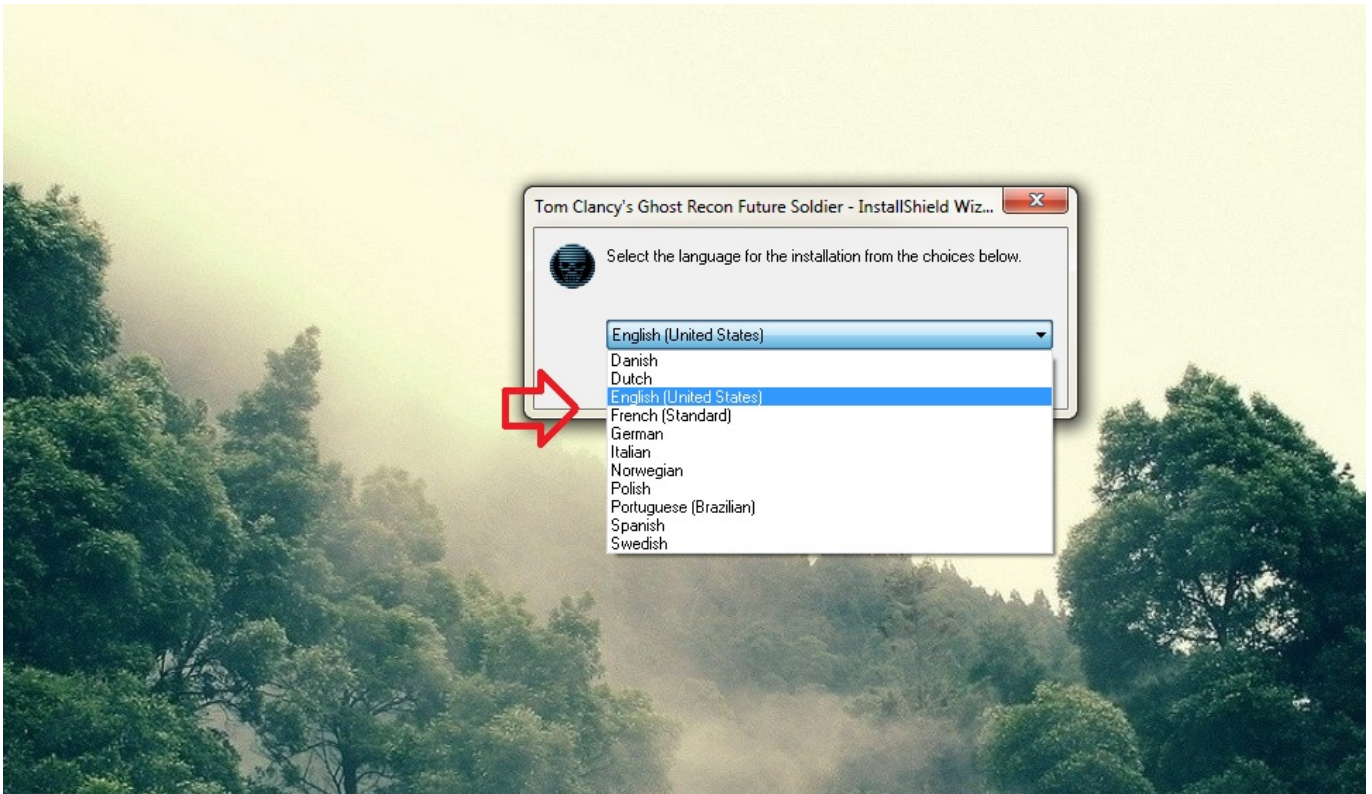 Tom Clancy's Ghost Recon Future Soldier - InstallShield Wiz...
Select the language for the installation from the choices below.
English (United States)
Danish
Dutch
English (United States)
French (Standard)
German
Italian
Norwegian
Polish
Portuguese (Brazilian)
Spanish
Swedish